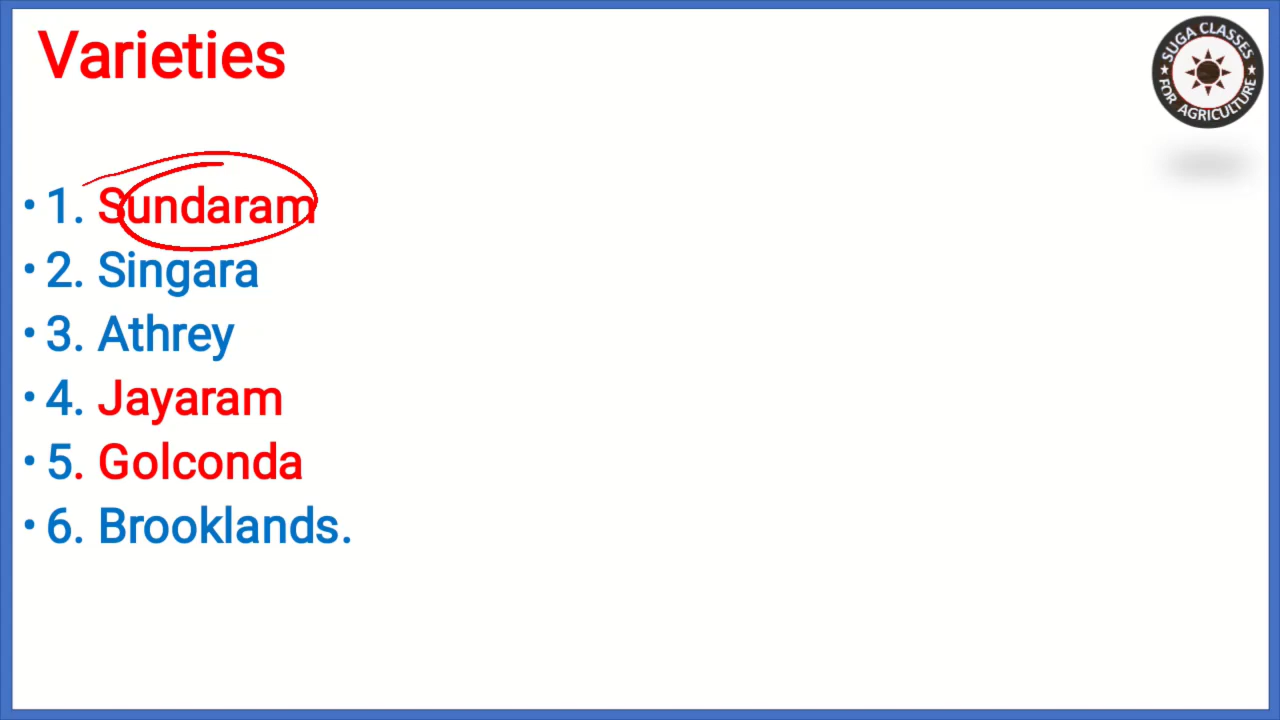 Varieties
SUGA CLASSES
FOR AGRICULTURE
• 1. Sundaram
• 2. Singara
• 3. Athrey
• 4. Jayaram
• 5. Golconda
• 6. Brooklands.